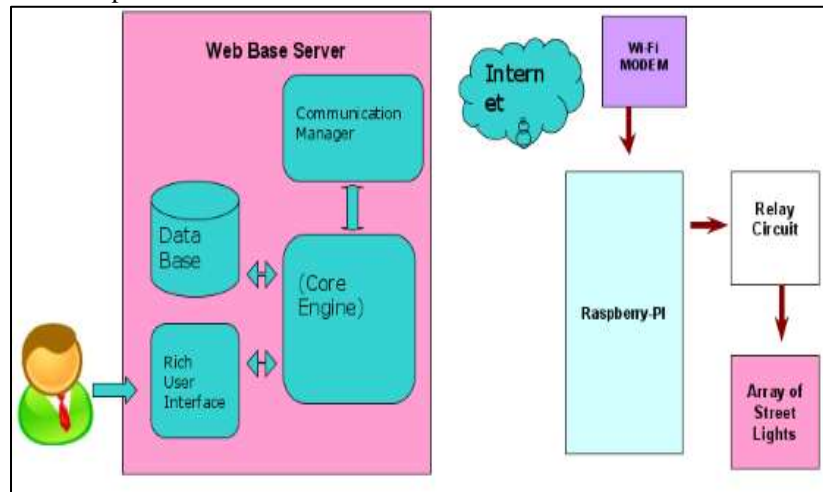 Web Base Server
Communication
Manager
Data
Base
(Core
Engine)
Rich
User
Interface
Intern
et
Wi-Fi
MODEM
Raspberry-PI
Relay
Circuit
Array of
Street
Lights